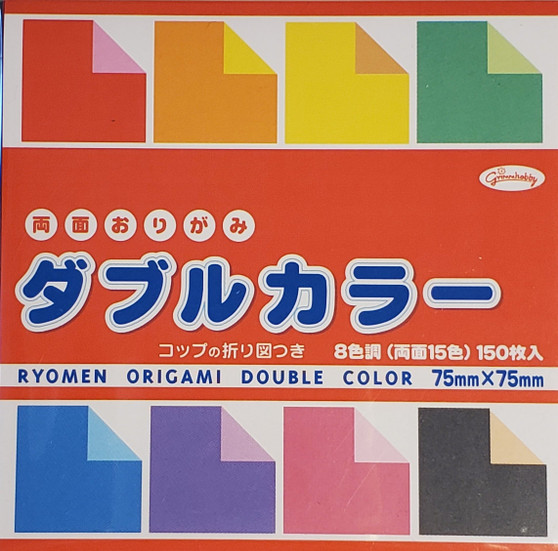 Grimmhobby
両面おりがみ
ダブルカラー
コップの折り図つき 8色調(両面15色)150枚入
RYOMEN ORIGAMI DOUBLE COLOR 75mm×75mm